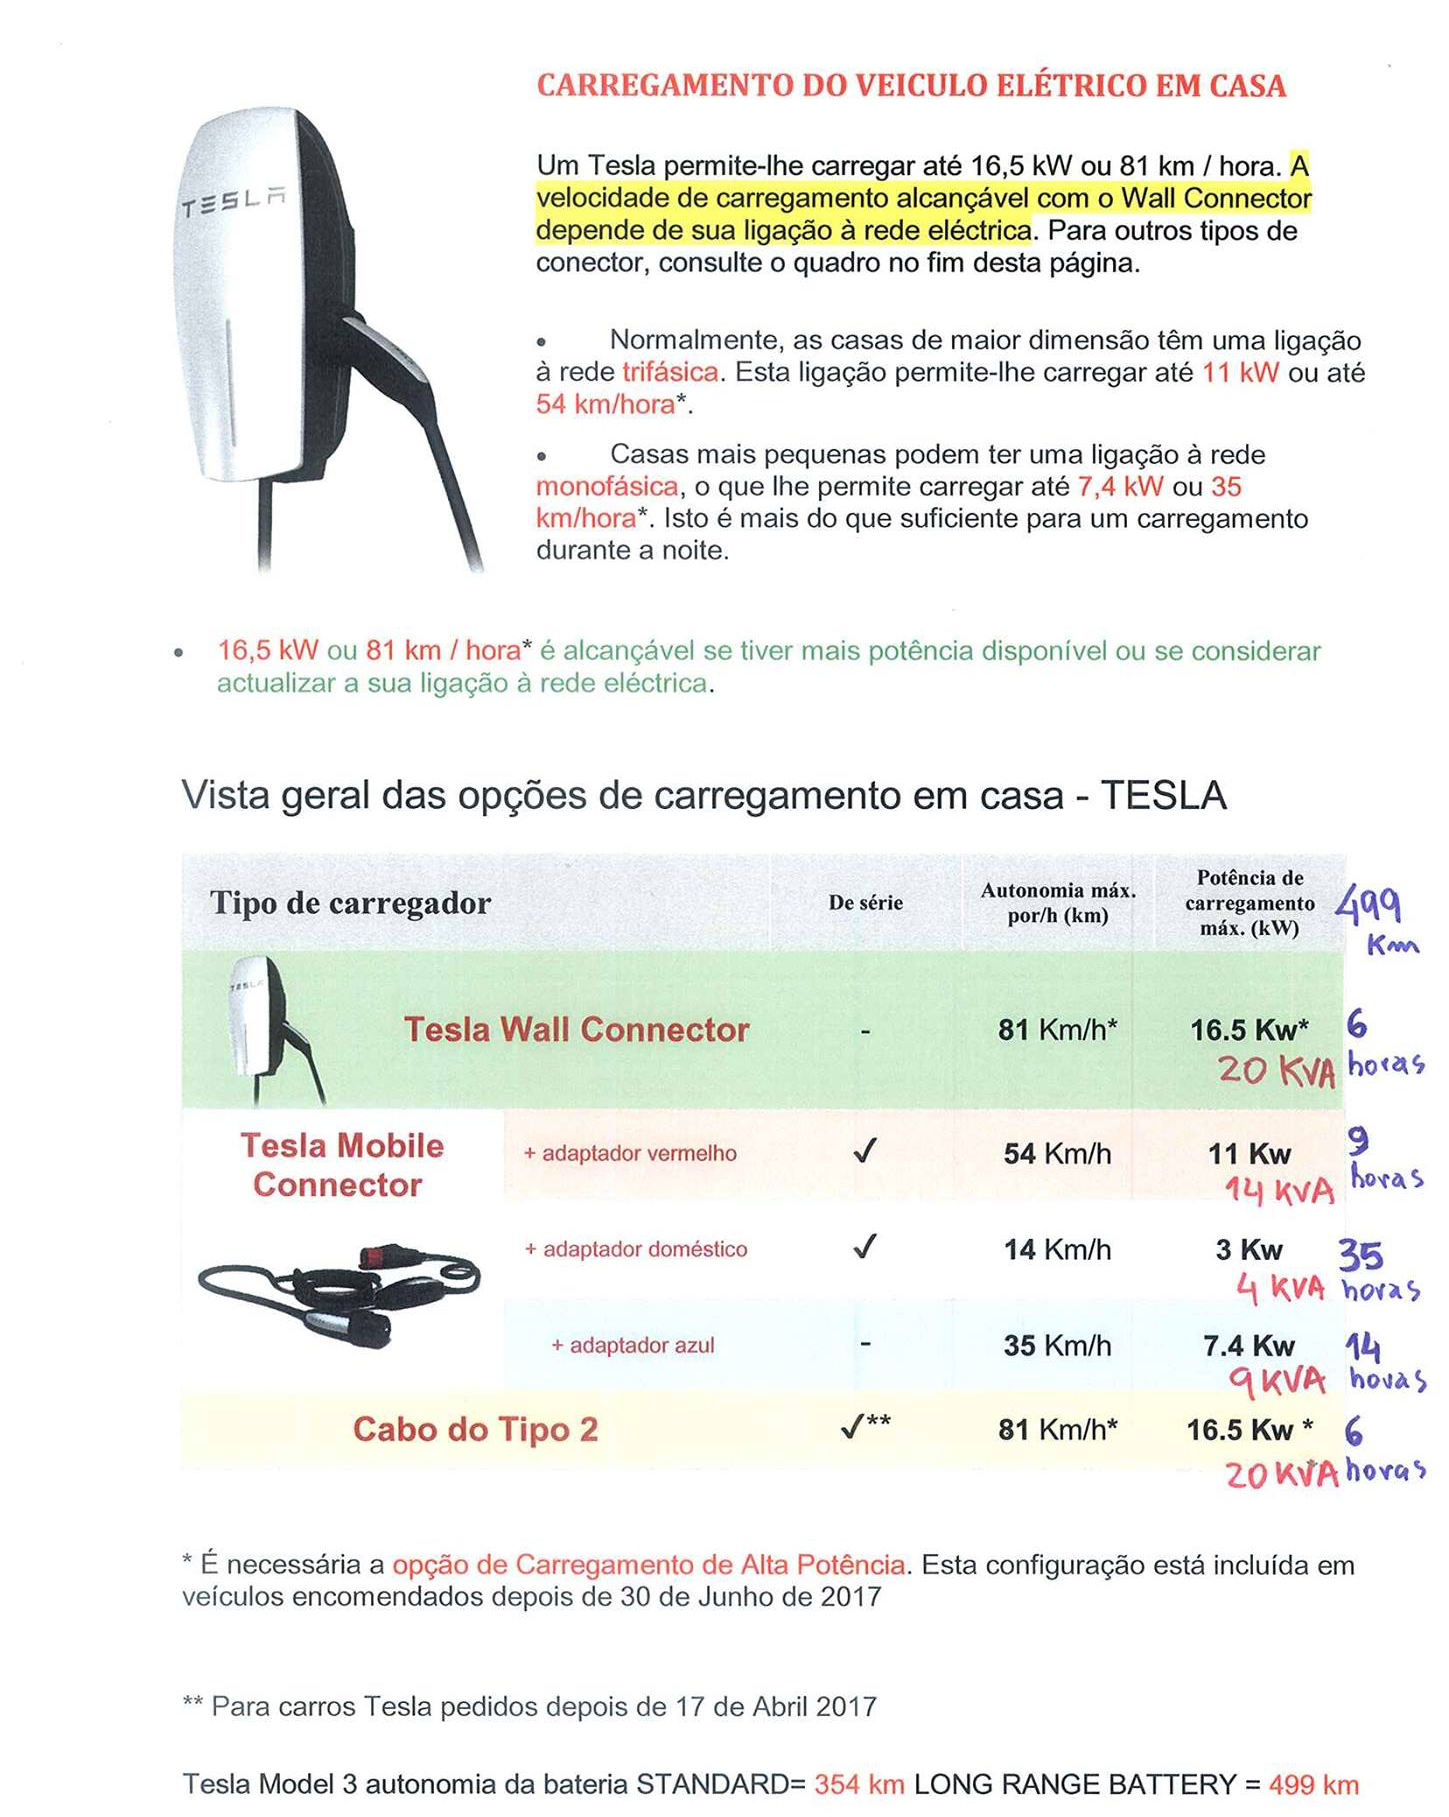 CARREGAMENTO DO VEICULO ELÉTRICO EM CASA
TESLA
Um Tesla permite-lhe carregar até 16,5 kW ou 81 km / hora. A
velocidade de carregamento alcançável com o Wall Connector
depende de sua ligação à rede eléctrica. Para outros tipos de
conector, consulte o quadro no fim desta página.
• Normalmente, as casas de maior dimensão têm uma ligação
à rede trifásica. Esta ligação permite-lhe carregar até 11 kW ou até
54 km/hora*.
• Casas mais pequenas podem ter uma ligação à rede
monofásica, o que lhe permite carregar até 7,4 kW ou 35
km/hora*. Isto é mais do que suficiente para um carregamento
durante a noite.
• 16,5 kW ou 81 km / hora* é alcançável se tiver mais potência disponível ou se considerar
actualizar a sua ligação à rede eléctrica.
Vista geral das opções de carregamento em casa - TESLA
Tipo de carregador
De série
Autonomia máx.
por/h (km)
Potência de
carregamento
máx. (kW)
499
Km
TESLA
Tesla Wall Connector
-
81 Km/h*
16.5 Kw*
20 KVA
6
horas
Tesla Mobile
Connector
+ adaptador vermelho
✓
54 Km/h
11 Kw
14 KVA
9
horas
+ adaptador doméstico
✓
14 Km/h
3 Kw
4 KVA
35
horas
+ adaptador azul
-
35 Km/h
7.4 Kw
9 KVA
14
horas
Cabo do Tipo 2
✓**
81 Km/h*
16.5 Kw *
20 KVA
6
horas
* É necessária a opção de Carregamento de Alta Potência. Esta configuração está incluída em
veículos encomendados depois de 30 de Junho de 2017
** Para carros Tesla pedidos depois de 17 de Abril 2017
Tesla Model 3 autonomia da bateria STANDARD= 354 km LONG RANGE BATTERY = 499 km